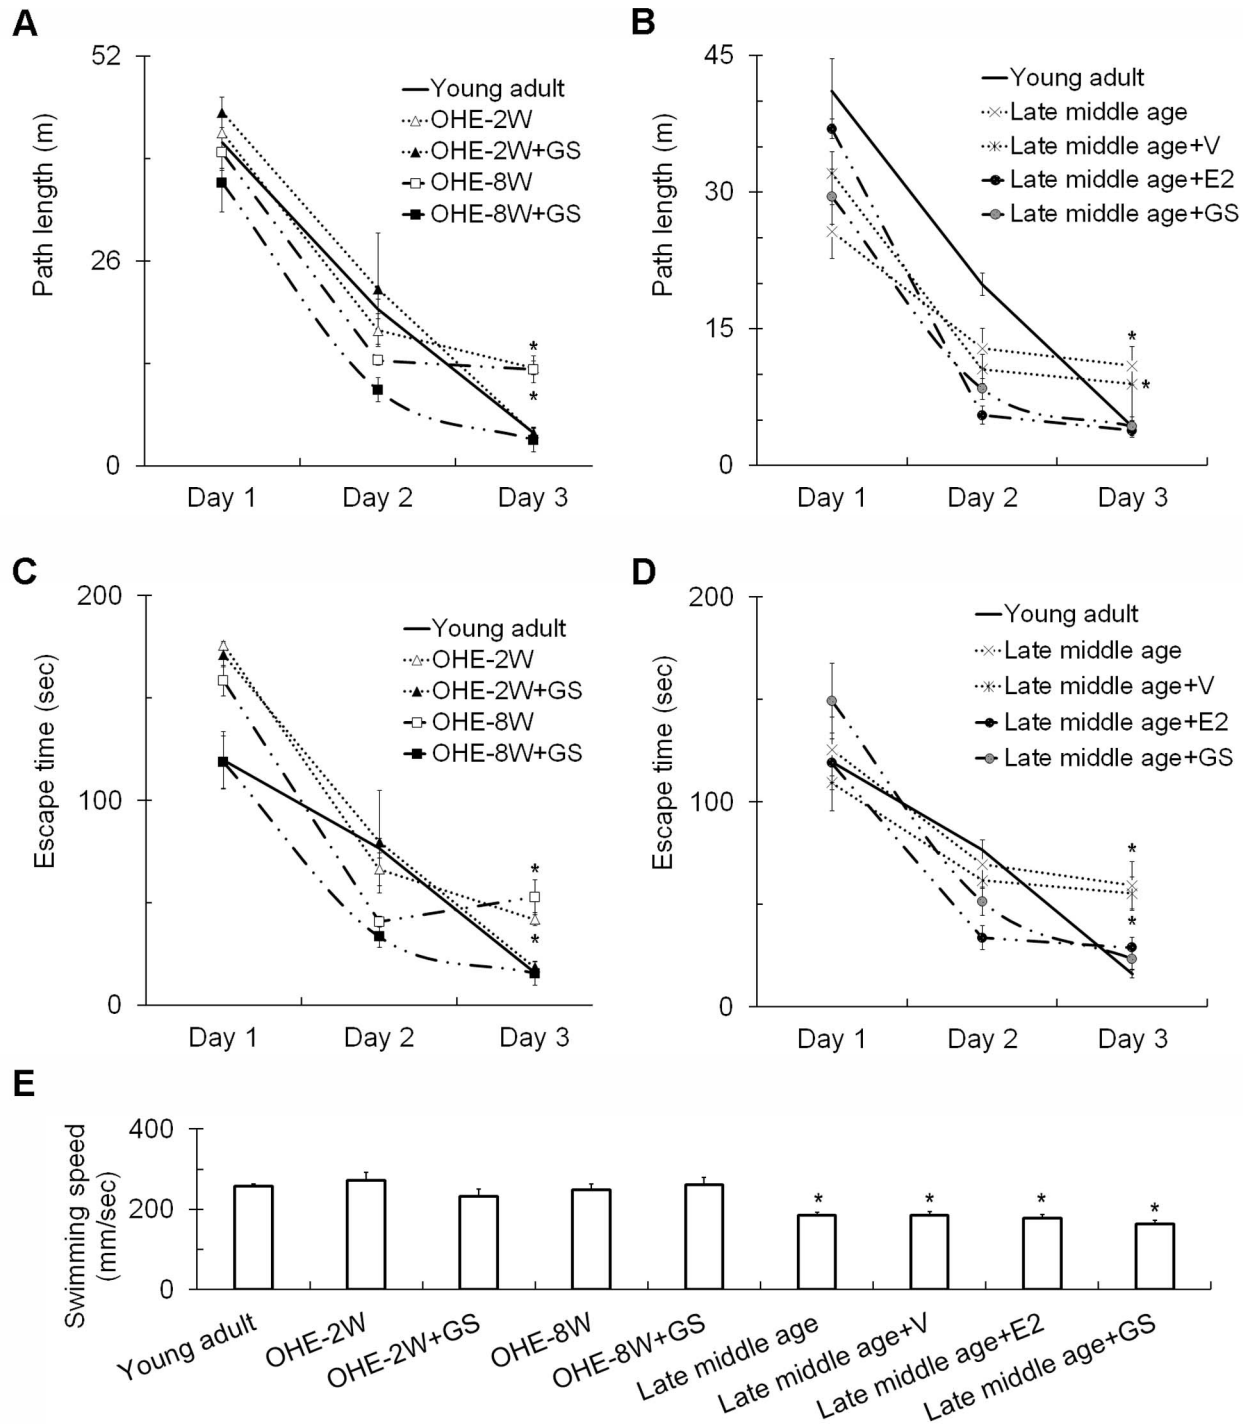 A
52
26
0
Path length (m)
Young adult
OHE-2W
OHE-2W+GS
OHE-8W
OHE-8W+GS
*
*
Day 1 Day 2 Day 3
B
45
30
15
0
Path length (m)
Young adult
Late middle age
Late middle age+V
Late middle age+E2
Late middle age+GS
*
*
Day 1 Day 2 Day 3
C
200
100
0
Escape time (sec)
Young adult
OHE-2W
OHE-2W+GS
OHE-8W
OHE-8W+GS
*
*
Day 1 Day 2 Day 3
D
200
100
0
Escape time (sec)
Young adult
Late middle age
Late middle age+V
Late middle age+E2
Late middle age+GS
*
*
Day 1 Day 2 Day 3
E
400
200
0
Swimming speed
(mm/sec)
* * * *
Young adult
OHE-2W
OHE-2W+GS
OHE-8W
OHE-8W+GS
Late middle age
Late middle age+V
Late middle age+E2
Late middle age+GS